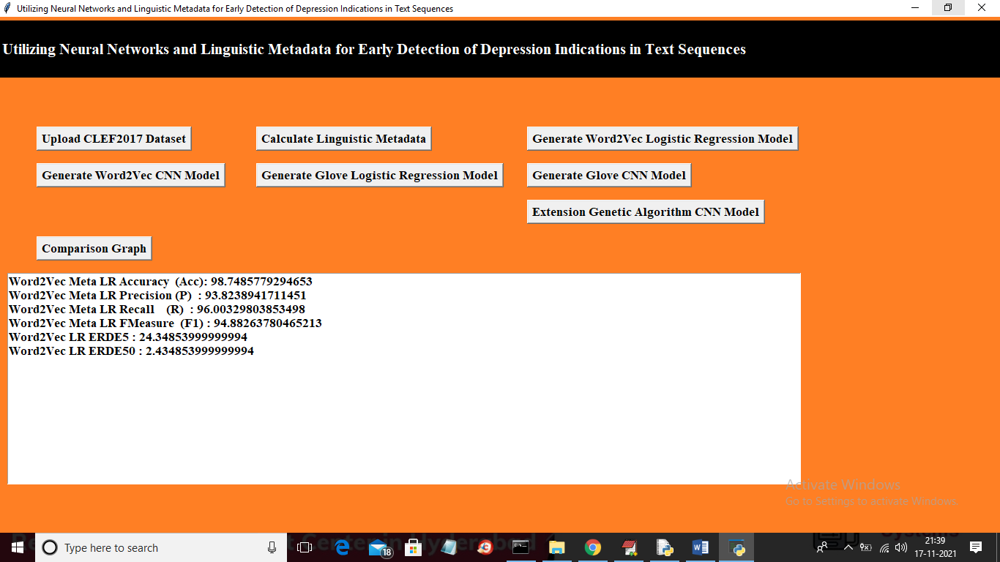 Utilizing Neural Networks and Linguistic Metadata for Early Detection of Depression Indications in Text Sequences
Utilizing Neural Networks and Linguistic Metadata for Early Detection of Depression Indications in Text Sequences
Upload CLEF2017 Dataset
Calculate Linguistic Metadata
Generate Word2Vec Logistic Regression Model
Generate Word2Vec CNN Model
Generate Glove Logistic Regression Model
Generate Glove CNN Model
Extension Genetic Algorithm CNN Model
Comparison Graph
Word2Vec Meta LR Accuracy  (Acc): 98.7485779294653
Word2Vec Meta LR Precision (P)  : 93.8238941711451
Word2Vec Meta LR Recall    (R)  : 96.00329803853498
Word2Vec Meta LR FMeasure  (F1) : 94.88263780465213
Word2Vec LR ERDE5 : 24.34853999999994
Word2Vec LR ERDE50 : 2.434853999999994
Activate Windows
Go to Settings to activate Windows.
Type here to search
18
21:39
17-11-2021